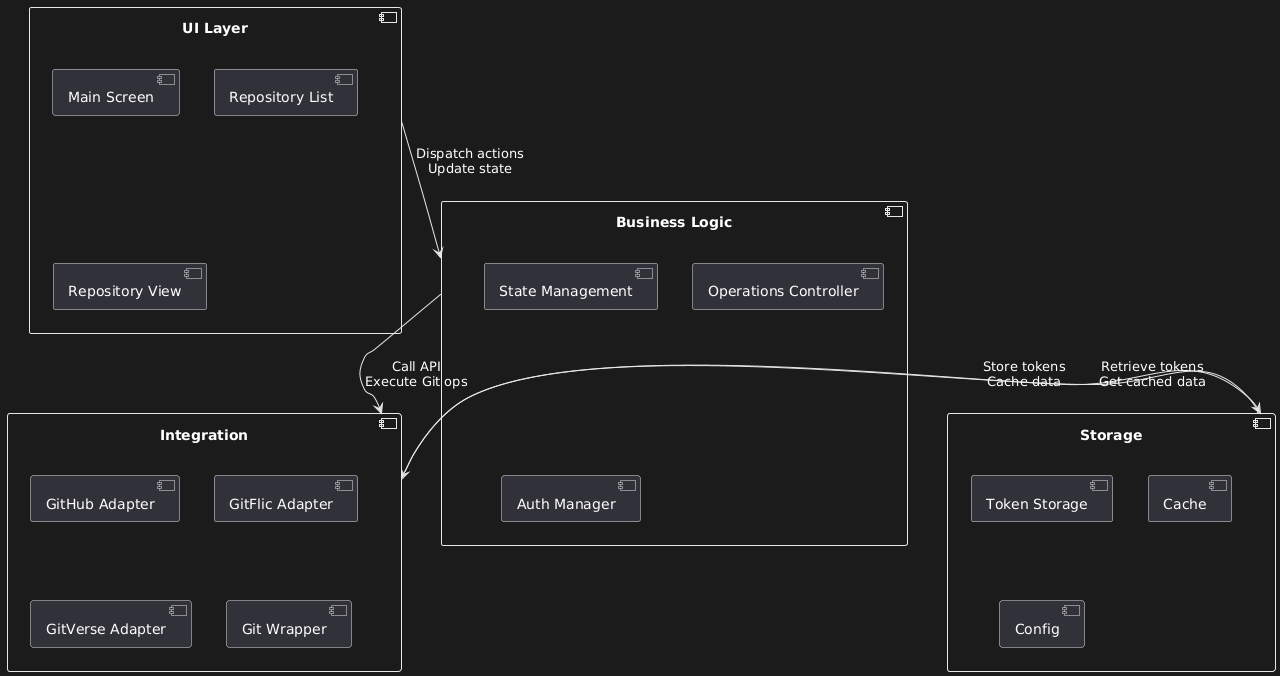 UI Layer
Main Screen
Repository List
Dispatch actions
Update state
Business Logic
Repository View
State Management
Operations Controller
Call API
Execute Git ops
Store tokens
Cache data
Retrieve tokens
Get cached data
Integration
Storage
GitHub Adapter
GitFlic Adapter
Auth Manager
Token Storage
Cache
GitVerse Adapter
Git Wrapper
Config